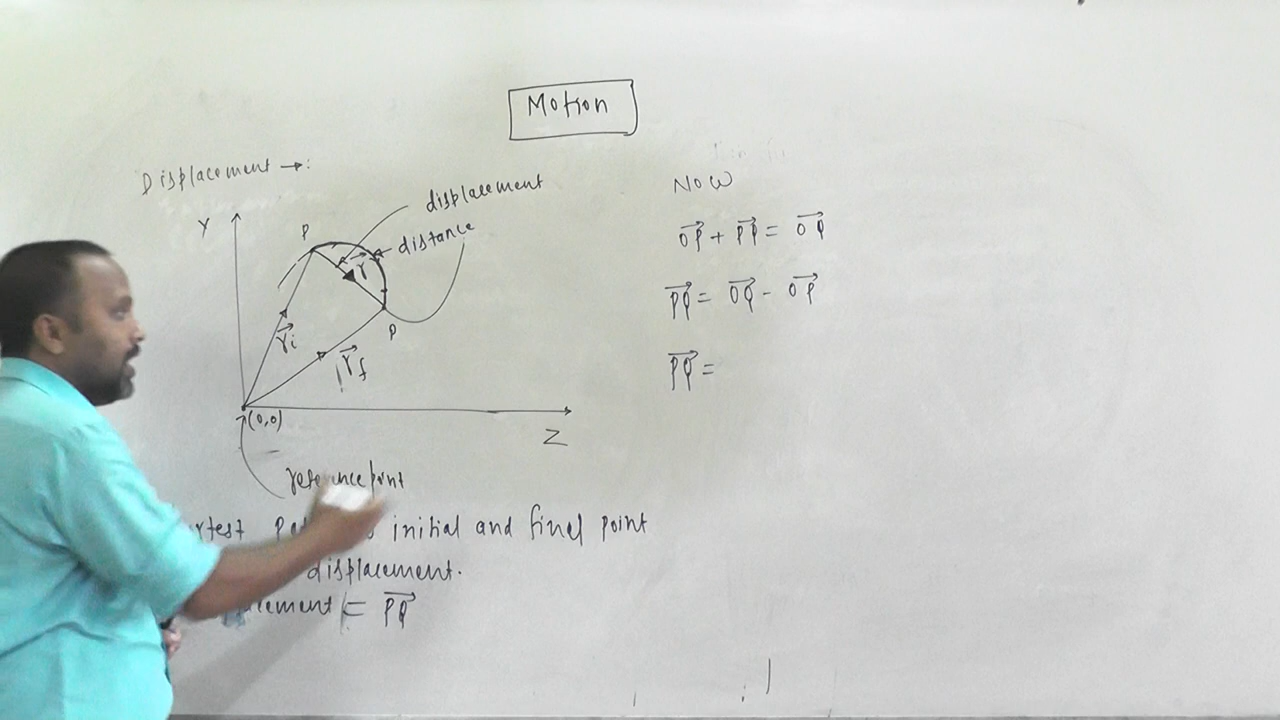 Motion
Displacement →:
Y
P
displacement
distance
r
P
ri
rf
(0,0)
Z
reference point
initial and final point
displacement.
= PQ
Now
OP + PQ = OQ
PQ = OQ - OP
PQ =